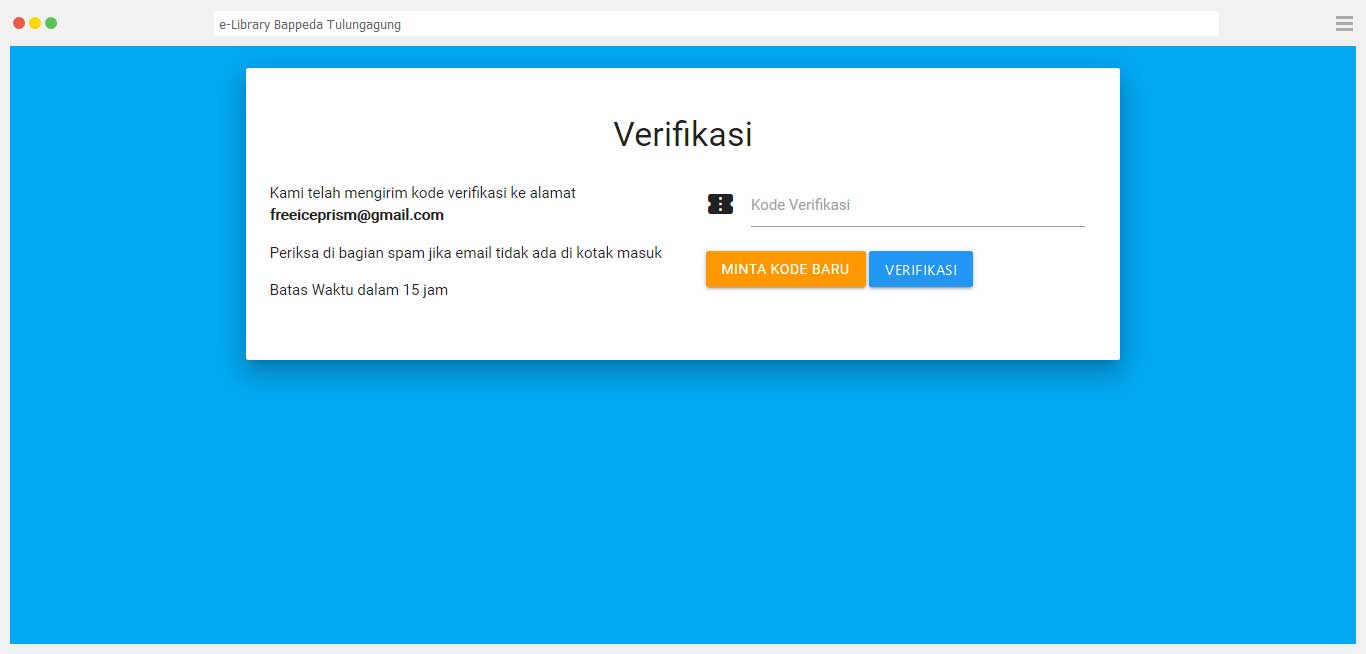 e-Library Bappeda Tulungagung
Verifikasi
Kami telah mengirim kode verifikasi ke alamat
freeiceprism@gmail.com
Periksa di bagian spam jika email tidak ada di kotak masuk
Batas Waktu dalam 15 jam
Kode Verifikasi
MINTA KODE BARU
VERIFIKASI